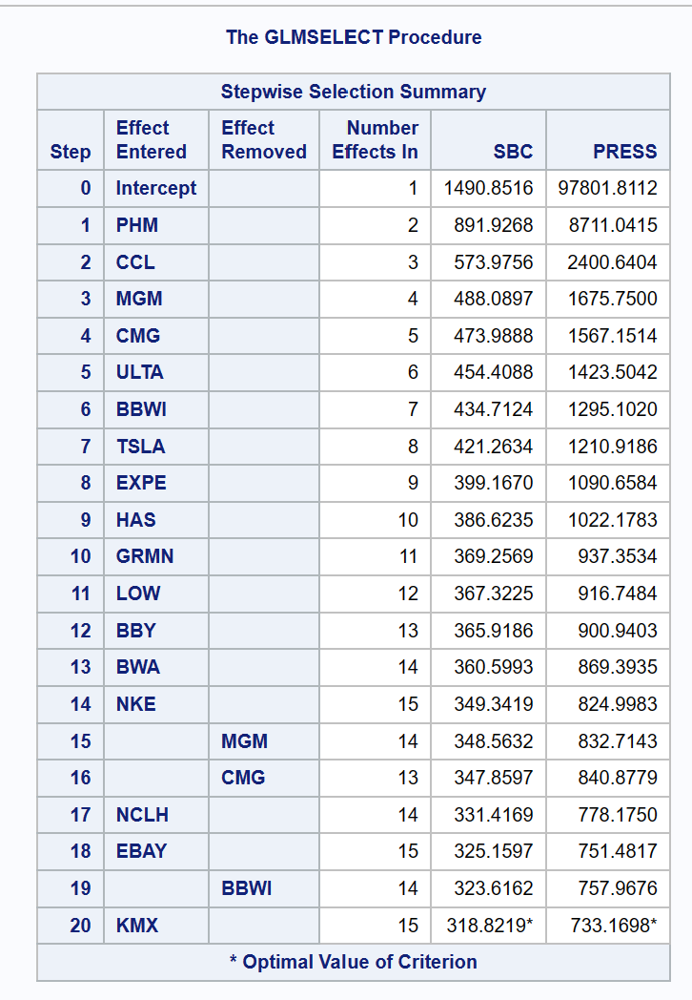 The GLMSELECT Procedure
Stepwise Selection Summary
Step Effect Entered Effect Removed Number Effects In SBC PRESS
0 Intercept 1 1490.8516 97801.8112
1 PHM 2 891.9268 8711.0415
2 CCL 3 573.9756 2400.6404
3 MGM 4 488.0897 1675.7500
4 CMG 5 473.9888 1567.1514
5 ULTA 6 454.4088 1423.5042
6 BBWI 7 434.7124 1295.1020
7 TSLA 8 421.2634 1210.9186
8 EXPE 9 399.1670 1090.6584
9 HAS 10 386.6235 1022.1783
10 GRMN 11 369.2569 937.3534
11 LOW 12 367.3225 916.7484
12 BBY 13 365.9186 900.9403
13 BWA 14 360.5993 869.3935
14 NKE 15 349.3419 824.9983
15 MGM 14 348.5632 832.7143
16 CMG 13 347.8597 840.8779
17 NCLH 14 331.4169 778.1750
18 EBAY 15 325.1597 751.4817
19 BBWI 14 323.6162 757.9676
20 KMX 15 318.8219* 733.1698*
* Optimal Value of Criterion